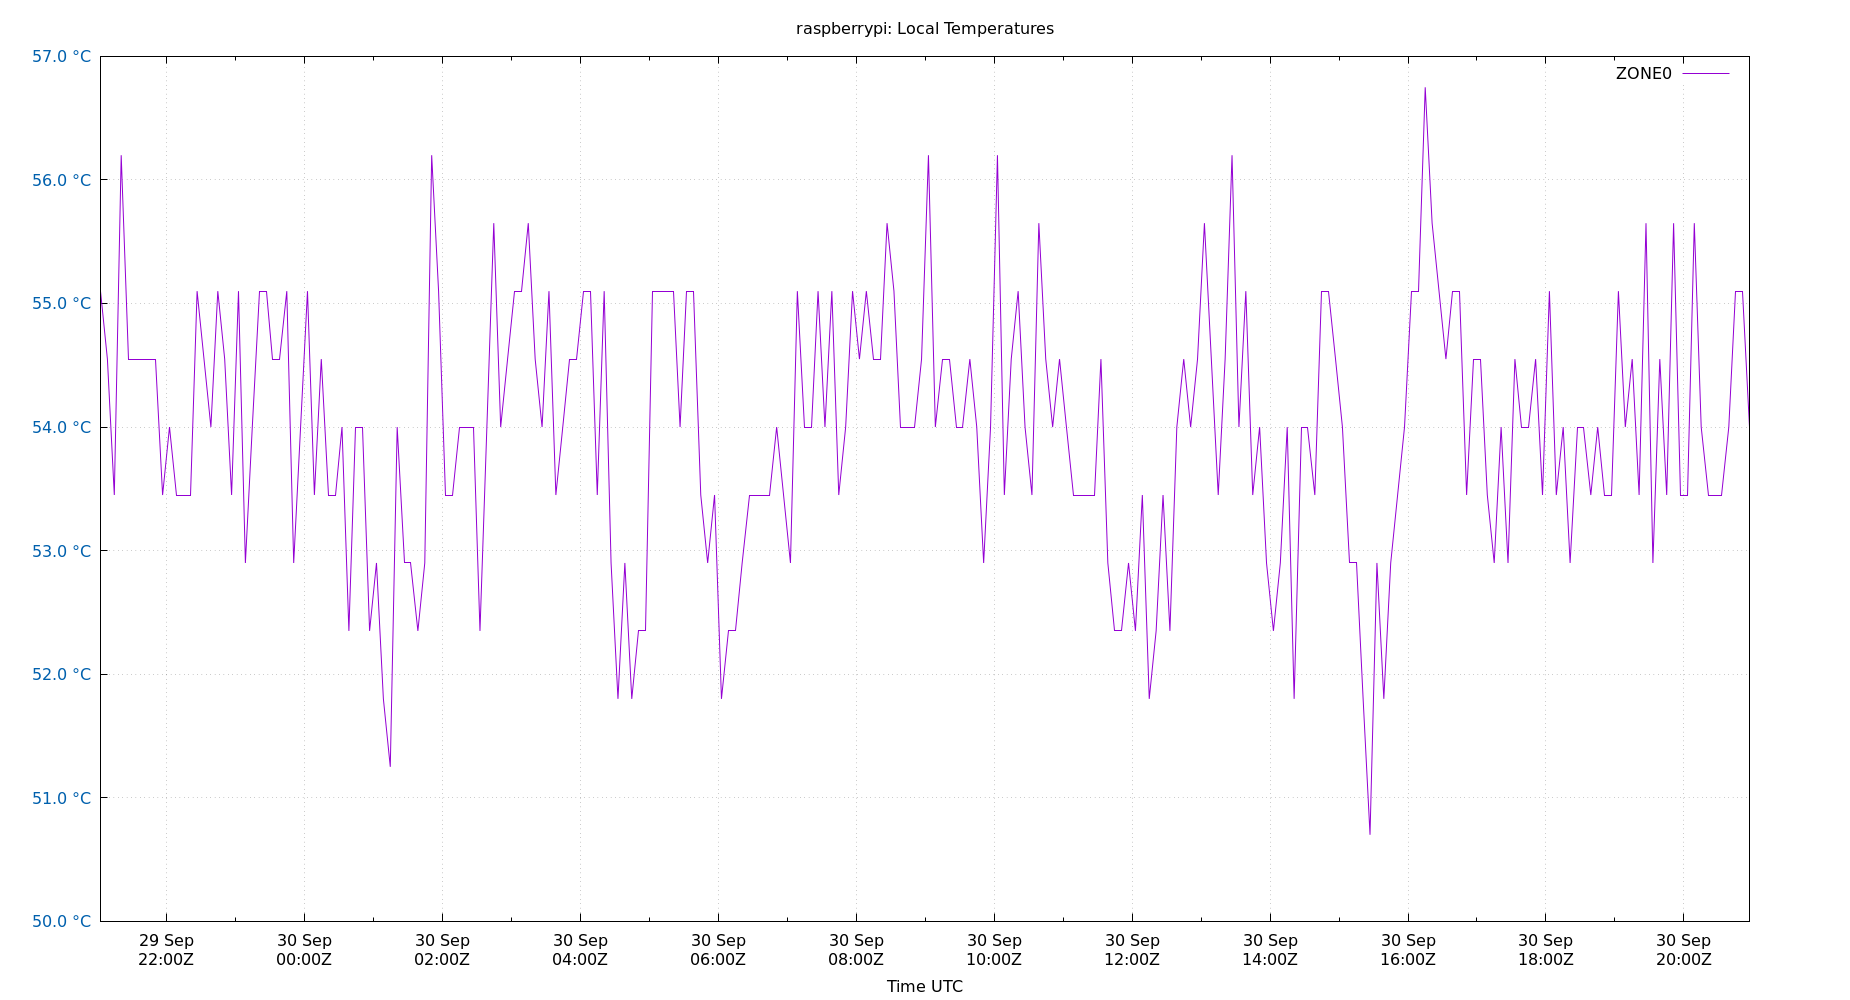 raspberrypi: Local Temperatures
57.0 °C
ZONE0
56.0 °C
55.0 °C
54.0 °C
53.0 °C
52.0 °C
51.0 °C
50.0 °C
29 Sep 30 Sep 30 Sep 30 Sep 30 Sep 30 Sep 30 Sep 30 Sep 30 Sep 30 Sep 30 Sep 30 Sep
22:00Z 00:00Z 02:00Z 04:00Z 06:00Z 08:00Z 10:00Z 12:00Z 14:00Z 16:00Z 18:00Z 20:00Z
Time UTC